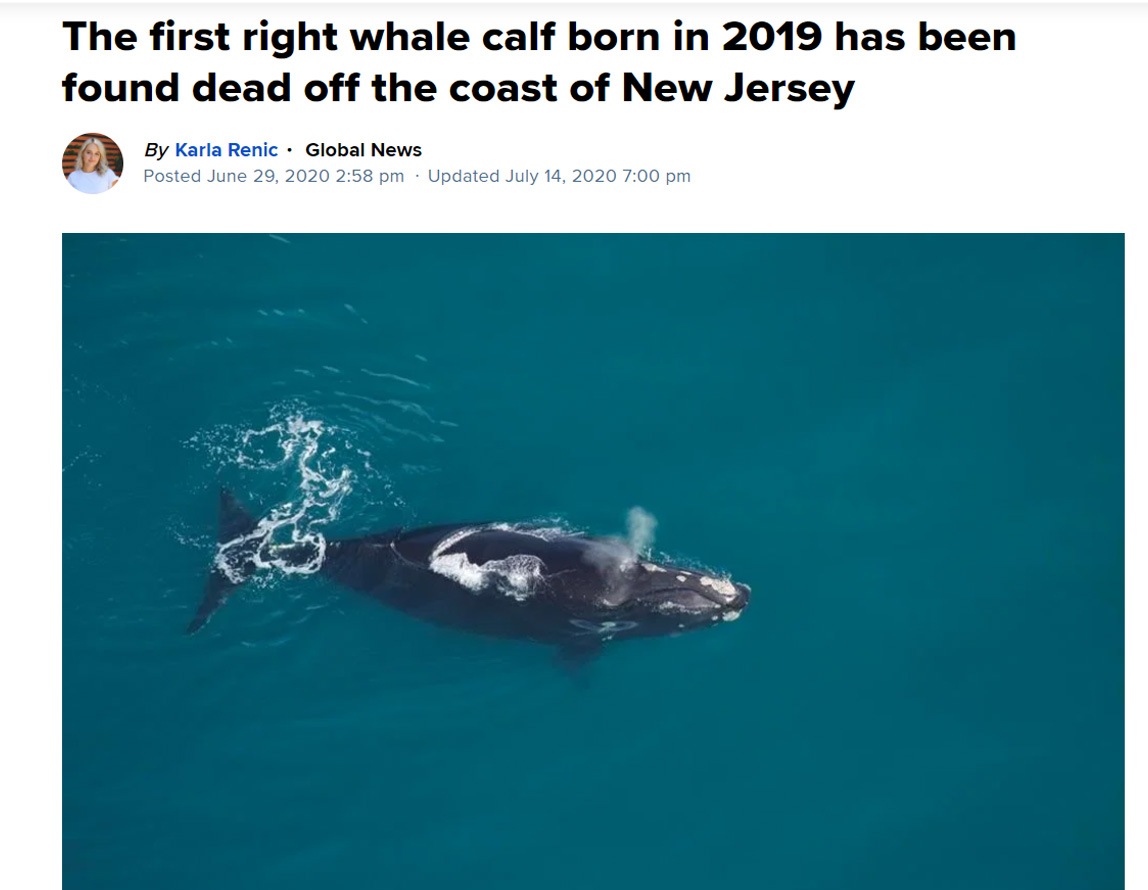 The first right whale calf born in 2019 has been
found dead off the coast of New Jersey
By Karla Renic · Global News
Posted June 29, 2020 2:58 pm · Updated July 14, 2020 7:00 pm